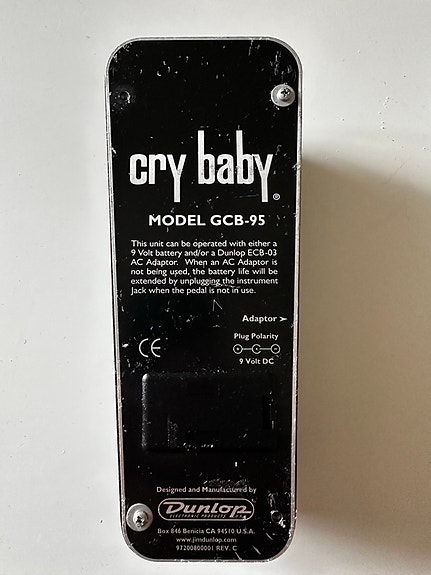 cry baby®
MODEL GCB-95
This unit can be operated with either a
9 Volt battery and/or a Dunlop ECB-03
AC Adaptor. When an AC Adaptor is
not being used, the battery life will be
extended by unplugging the instrument
Jack when the pedal is not in use.
Adaptor ➤
Plug Polarity
CE
9 Volt DC
Designed and Manufactured by
Dunlop
ELECTRONIC PRODUCTS
Box 846 Benicia CA 94510 U.S.A.
www.jimdunlop.com
97200800001 REV. C